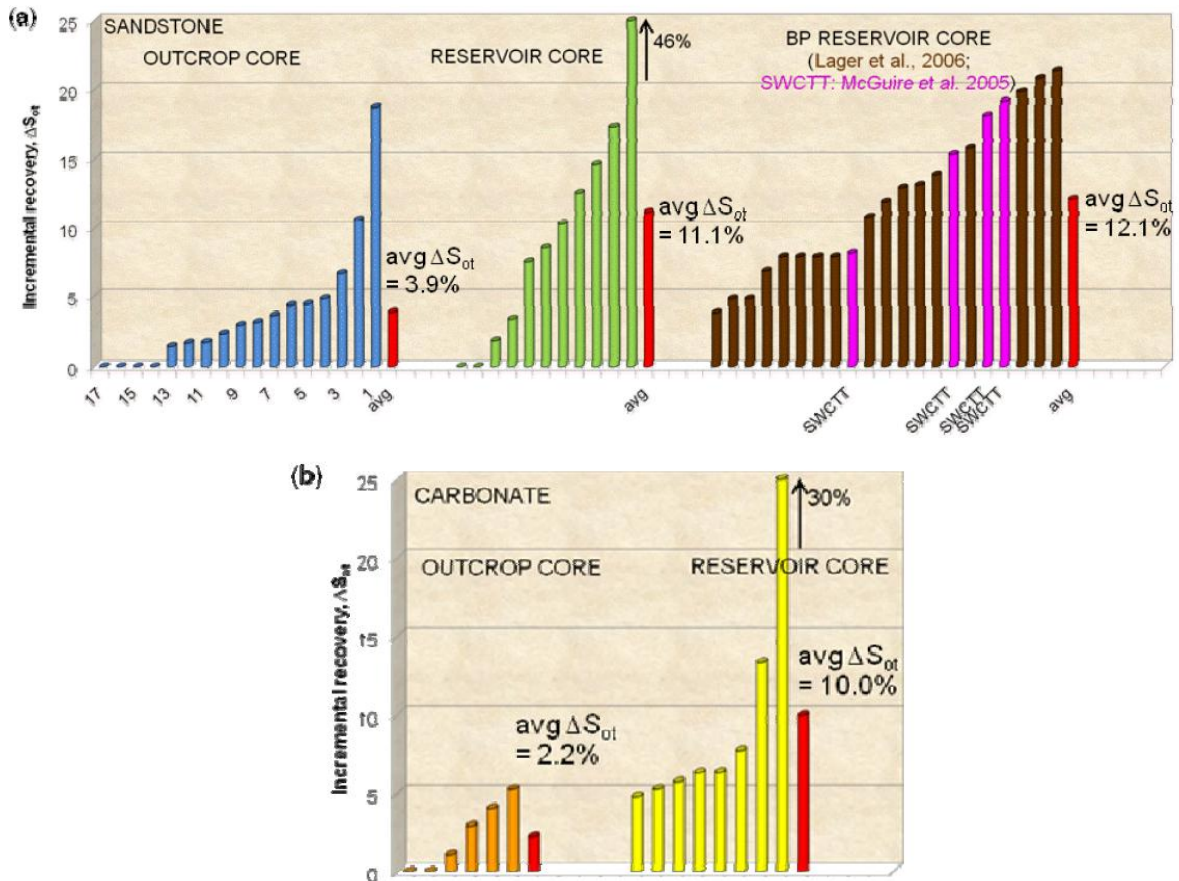 (a)
SANDSTONE
OUTCROP CORE
RESERVOIR CORE
46%
BP RESERVOIR CORE
(Lager et al., 2006;
SWCTT: McGuire et al. 2005)
Incremental recovery, ΔSot
25
20
15
10
5
0
avg ΔSot
= 3.9%
avg ΔSot
= 11.1%
avg ΔSot
= 12.1%
17
15
13
11
9
7
5
3
1
avg
avg
SWCTT
SWCTT
SWCTT
SWCTT
avg
(b)
CARBONATE
30%
OUTCROP CORE
RESERVOIR CORE
Incremental recovery, ΔSot
25
20
15
10
5
0
avg ΔSot
= 2.2%
avg ΔSot
= 10.0%